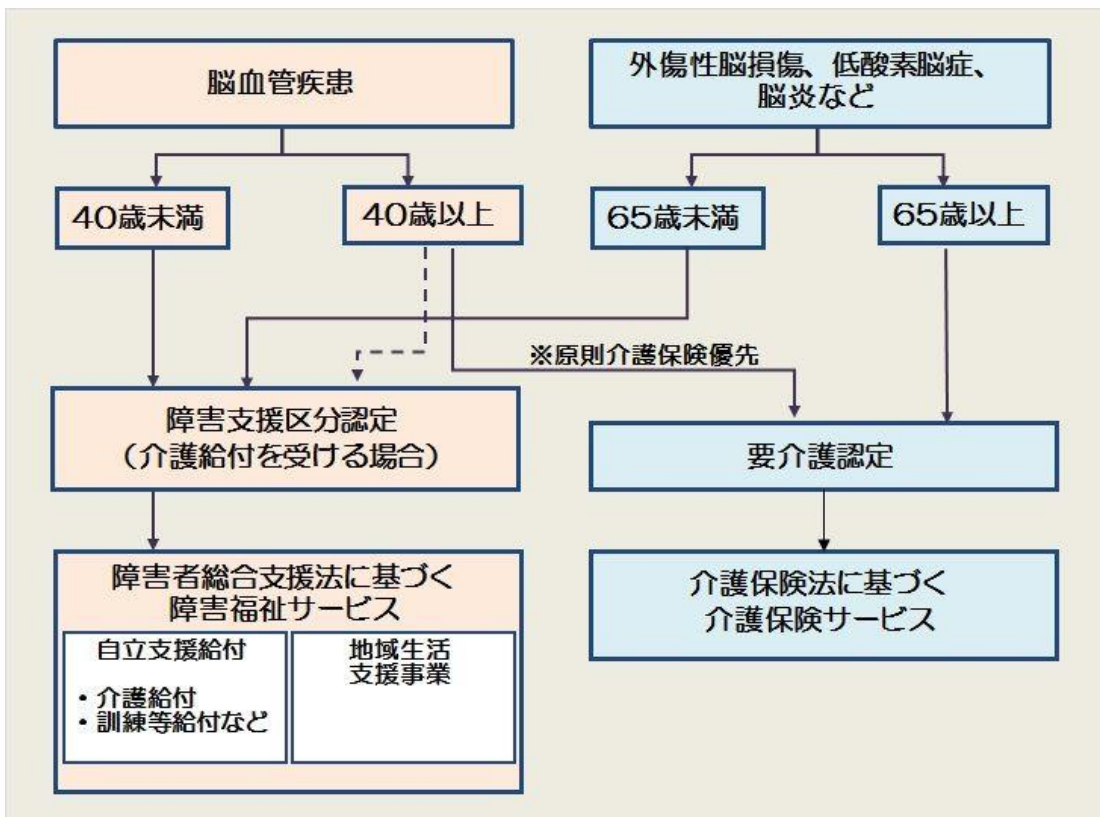 脳血管疾患
外傷性脳損傷、低酸素脳症、
脳炎など
40歳未満
40歳以上
65歳未満
65歳以上
※原則介護保険優先
障害支援区分認定
（介護給付を受ける場合）
要介護認定
障害者総合支援法に基づく
障害福祉サービス
自立支援給付
・介護給付
・訓練等給付など
地域生活
支援事業
介護保険法に基づく
介護保険サービス